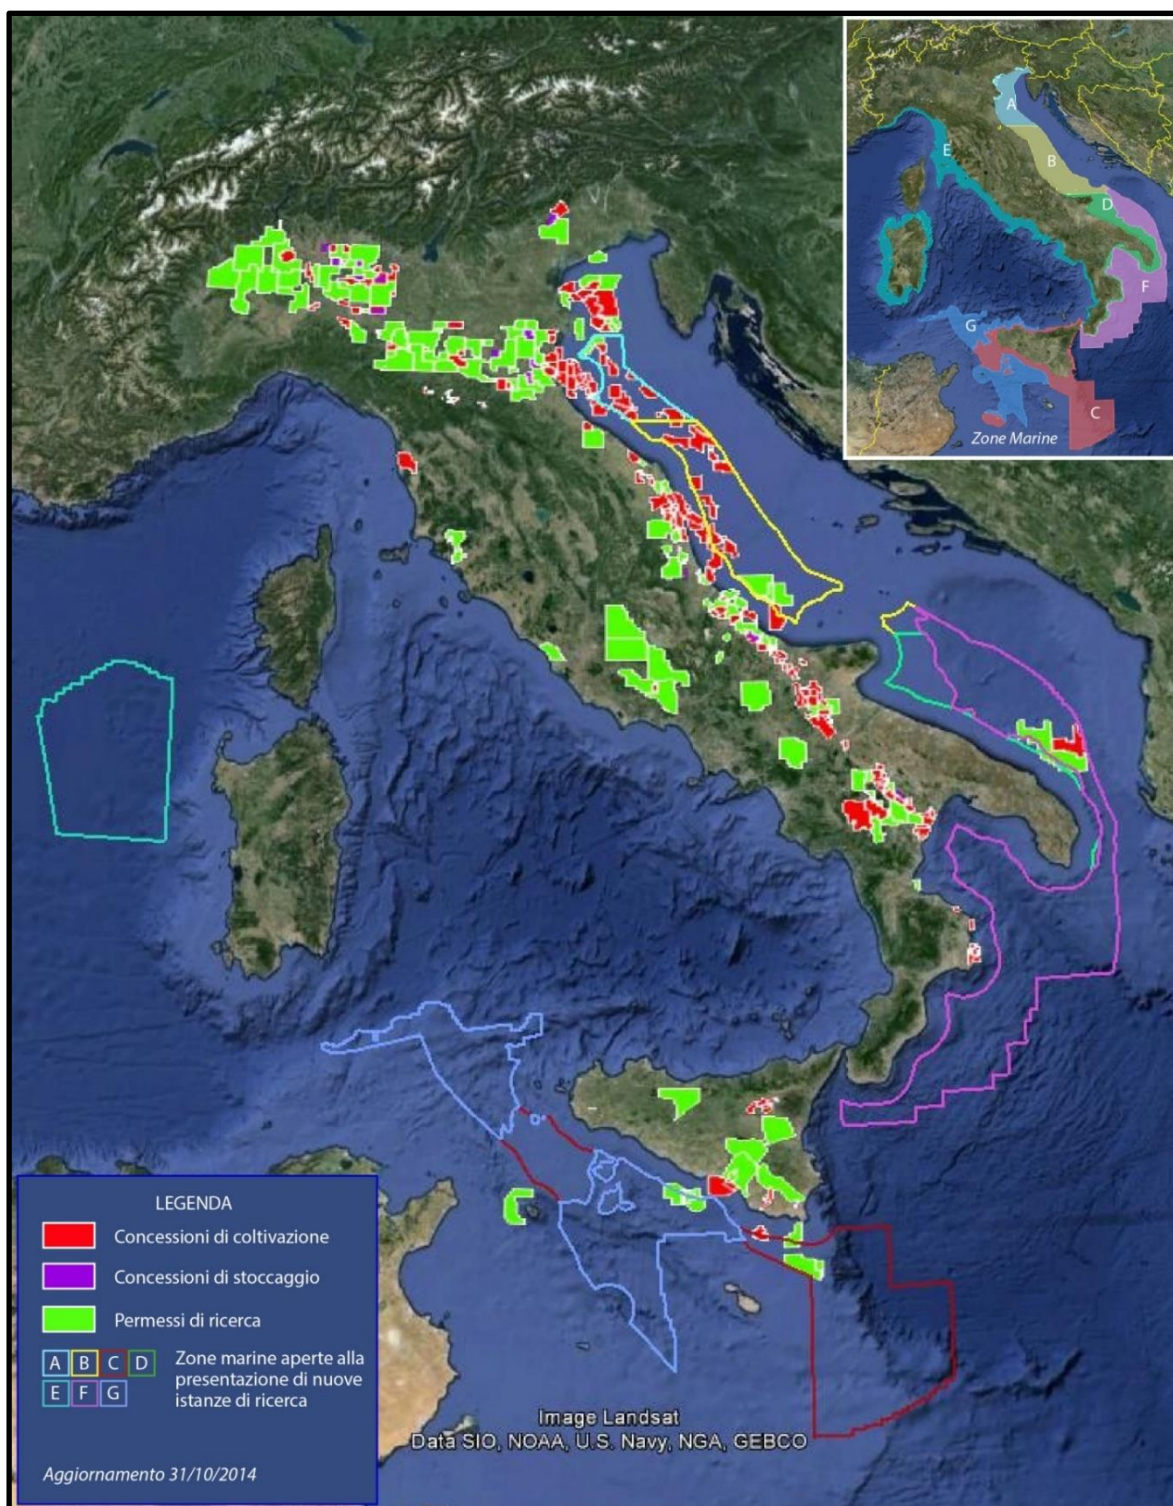 A
B
D
E
F
G
C
Zone Marine
LEGENDA
Concessioni di coltivazione
Concessioni di stoccaggio
Permessi di ricerca
A B C D
E F G
Zone marine aperte alla
presentazione di nuove
istanze di ricerca
Aggiornamento 31/10/2014
Image Landsat
Data SIO, NOAA, U.S. Navy, NGA, GEBCO